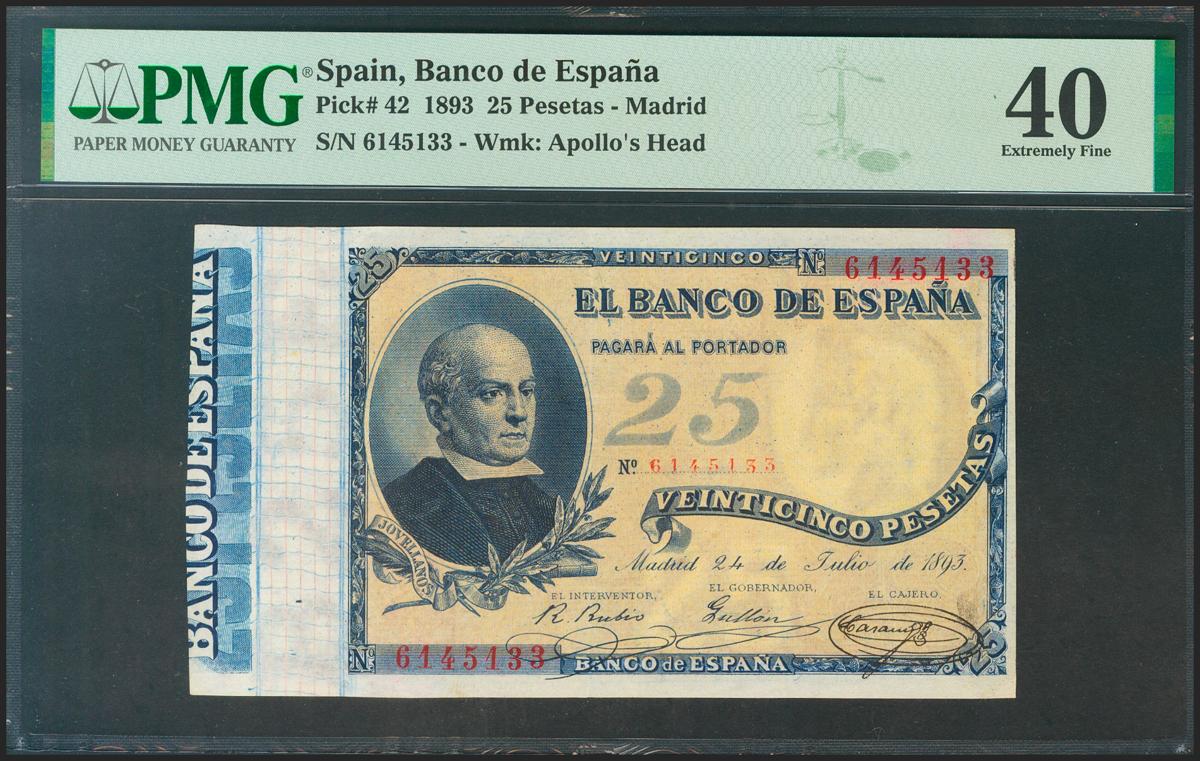 PMG®
PAPER MONEY GUARANTY
Spain, Banco de España
Pick# 42 1893 25 Pesetas - Madrid
S/N 6145133 - Wmk: Apollo's Head
40
Extremely Fine
BANCO DE ESPAÑA
25
VEINTICINCO
Nº 6145133
EL BANCO DE ESPAÑA
PAGARÁ AL PORTADOR
25
Nº 6145133
VEINTICINCO PESETAS
JOVELLANOS
Madrid 24 de Julio de 1893.
EL INTERVENTOR,
EL GOBERNADOR,
EL CAJERO.
R. Rubio
Gullon
Nº 6145133
BANCO de ESPAÑA
25